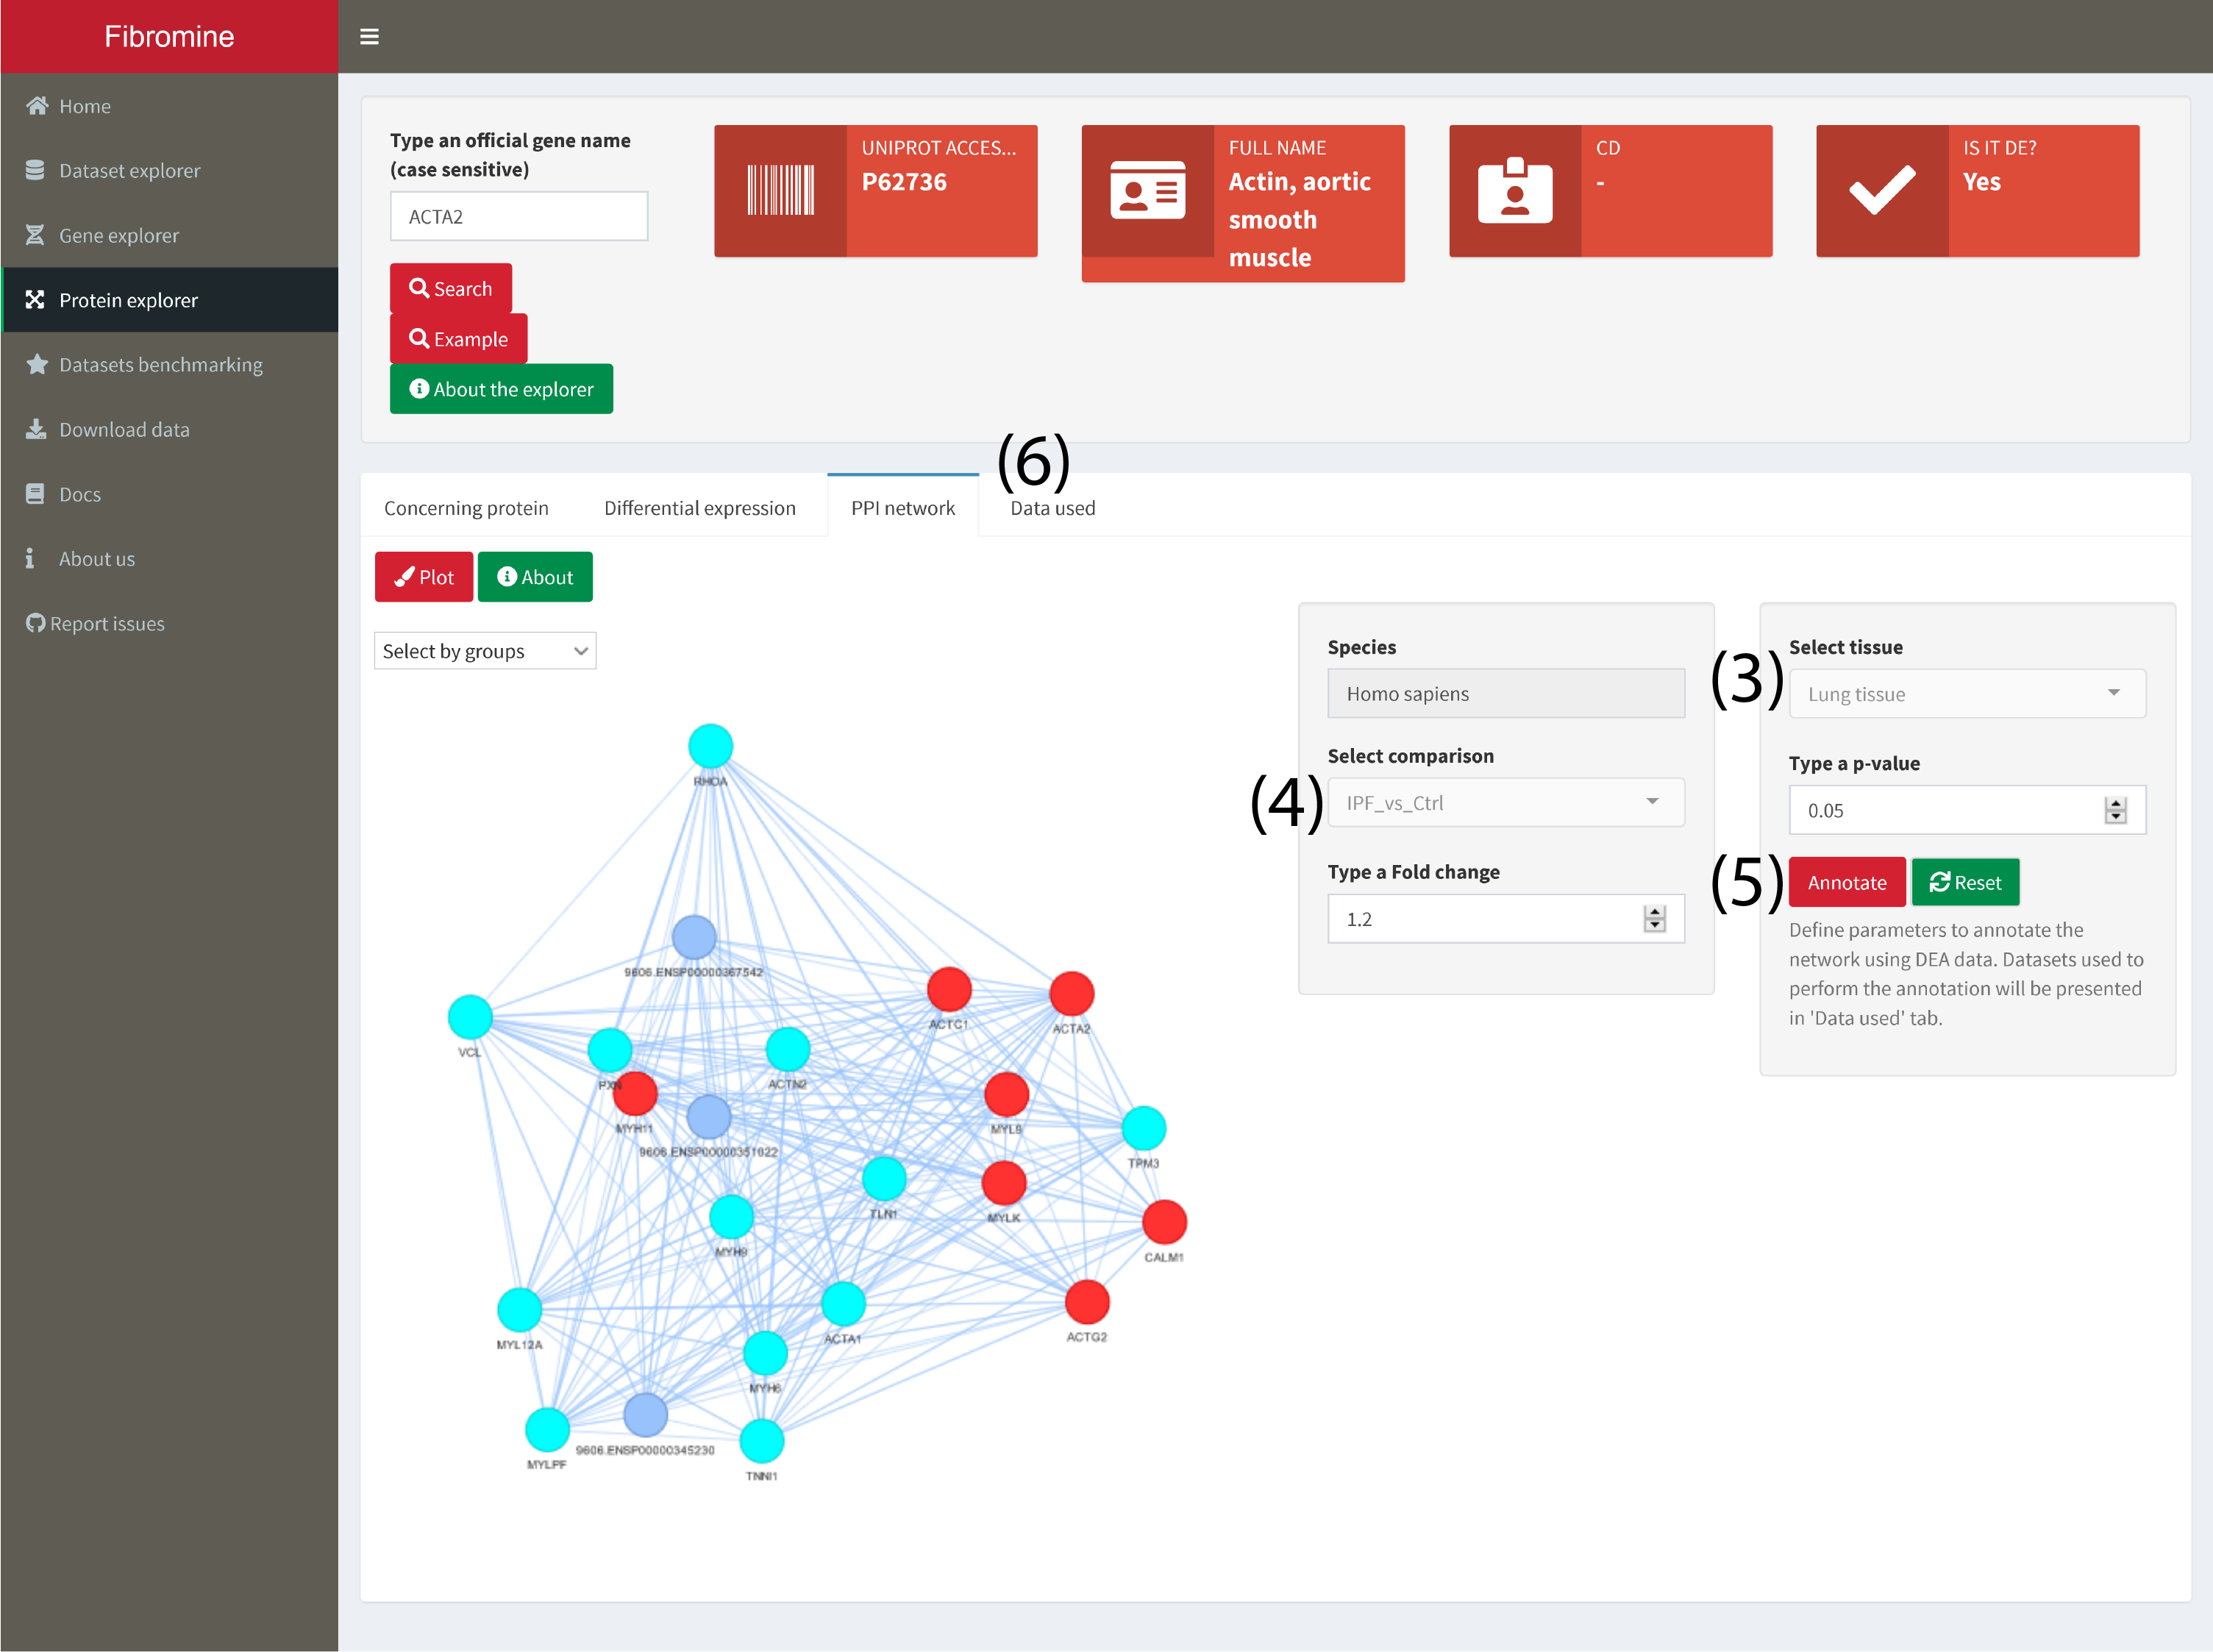 Fibromine
Home
Dataset explorer
Gene explorer
Protein explorer
Datasets benchmarking
Download data
Docs
About us
Report issues
Type an official gene name
(case sensitive)
ACTA2
Search
Example
About the explorer
UNIPROT ACCES...
P62736
FULL NAME
Actin, aortic
smooth
muscle
CD
-
IS IT DE?
Yes
(6)
Concerning protein
Differential expression
PPI network
Data used
Plot
About
Select by groups
Species
Homo sapiens
(4)
Select comparison
IPF_vs_Ctrl
Type a Fold change
1.2
(3)
Select tissue
Lung tissue
Type a p-value
0.05
(5)
Annotate
Reset
Define parameters to annotate the
network using DEA data. Datasets used to
perform the annotation will be presented
in 'Data used' tab.
RHOA
9606.ENSP00000367542
ACTC1
ACTA2
VCL
PXN
ACTN2
MYH11
MYL9
9606.ENSP00000351022
TPM3
TLN1
MYLK
MYH9
CALM1
MYL12A
ACTA1
ACTG2
MYH6
MYLPF
9606.ENSP00000345230
TNNI1